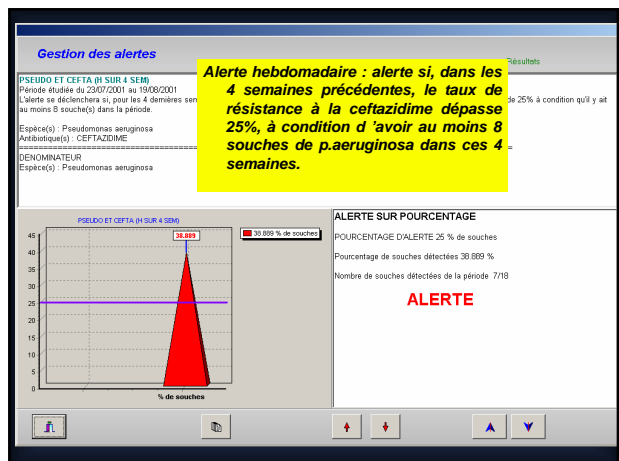 Gestion des alertes
Résultats
Alerte hebdomadaire : alerte si, dans les
4 semaines précédentes, le taux de
résistance à la ceftazidime dépasse
25%, à condition d 'avoir au moins 8
souches de p.aeruginosa dans ces 4
semaines.
PSEUDO ET CEFTA (H SUR 4 SEM)
Période étudiée du 23/07/2001 au 19/08/2001
L'alerte se déclenchera si, pour les 4 dernières sem de 25% à condition qu'il y ait
au moins 8 souche(s) dans la période.
Espèce(s) : Pseudomonas aeruginosa
Antibiotique(s) : CEFTAZIDIME
DENOMINATEUR
Espèce(s) : Pseudomonas aeruginosa
PSEUDO ET CEFTA (H SUR 4 SEM)
38.889
38.889 % de souches
45
40
35
30
25
20
15
10
5
0
% de souches
ALERTE SUR POURCENTAGE
POURCENTAGE D'ALERTE 25 % de souches
Pourcentage de souches détectées 38.889 %
Nombre de souches détectées de la période 7/18
ALERTE